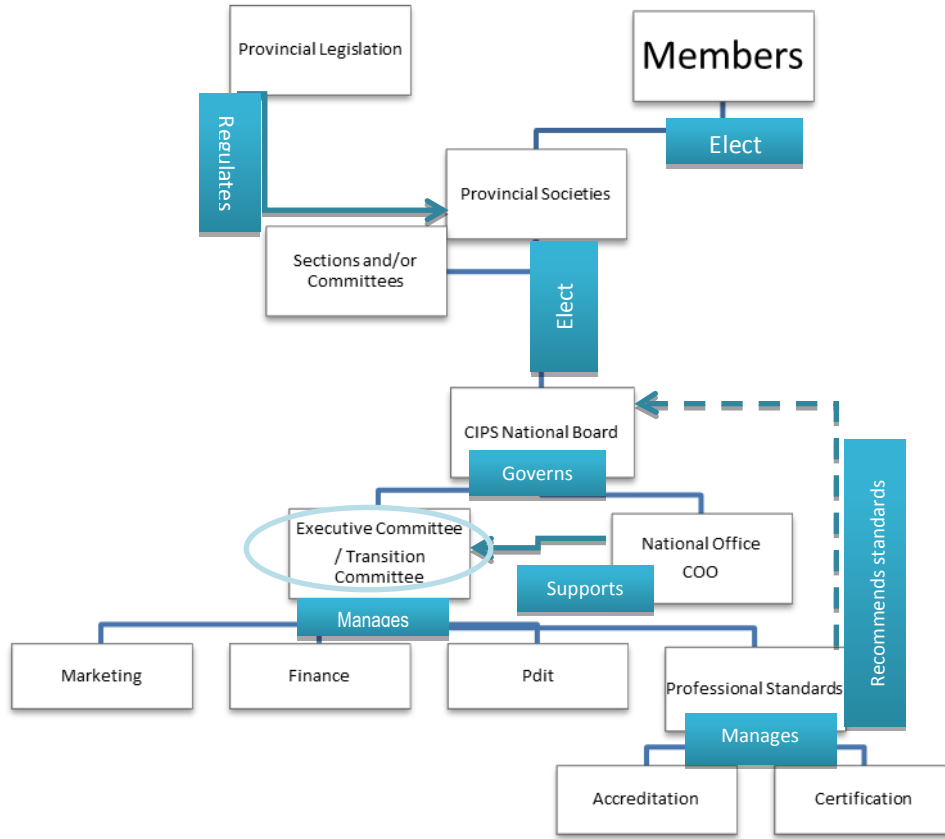 Provincial Legislation
Members
Regulates
Elect
Provincial Societies
Sections and/or
Committees
Elect
CIPS National Board
Governs
Recommends standards
Executive Committee
/ Transition
Committee
National Office
COO
Supports
Manages
Marketing
Finance
Pdit
Professional Standards
Manages
Accreditation
Certification